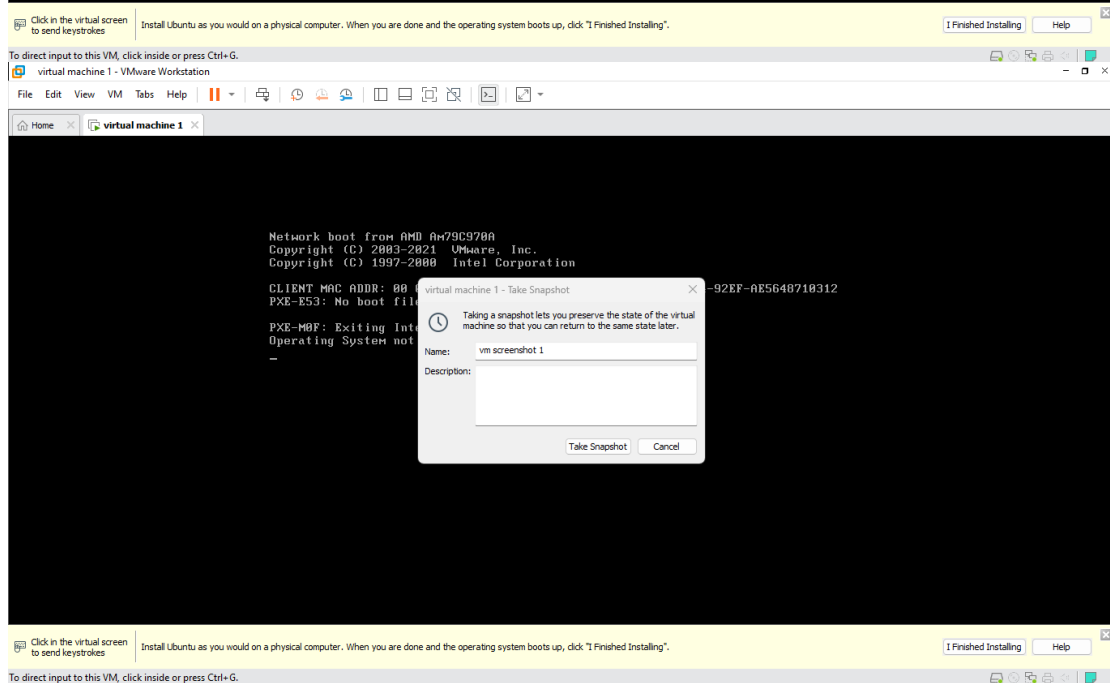 Click in the virtual screen
to send keystrokes
Install Ubuntu as you would on a physical computer. When you are done and the operating system boots up, click "I Finished Installing".
I Finished Installing
Help
To direct input to this VM, click inside or press Ctrl+G.
virtual machine 1 - VMware Workstation
File Edit View VM Tabs Help
Home
virtual machine 1
Network boot from AMD Am79C970A
Copyright (C) 2003-2021 VMware, Inc.
Copyright (C) 1997-2000 Intel Corporation
CLIENT MAC ADDR: 00 -92EF-AE5648710312
PXE-E53: No boot file
PXE-M0F: Exiting Inte
Operating System not
virtual machine 1 - Take Snapshot
Taking a snapshot lets you preserve the state of the virtual
machine so that you can return to the same state later.
Name: vm screenshot 1
Description:
Take Snapshot Cancel
Click in the virtual screen
to send keystrokes
Install Ubuntu as you would on a physical computer. When you are done and the operating system boots up, click "I Finished Installing".
I Finished Installing
Help
To direct input to this VM, click inside or press Ctrl+G.